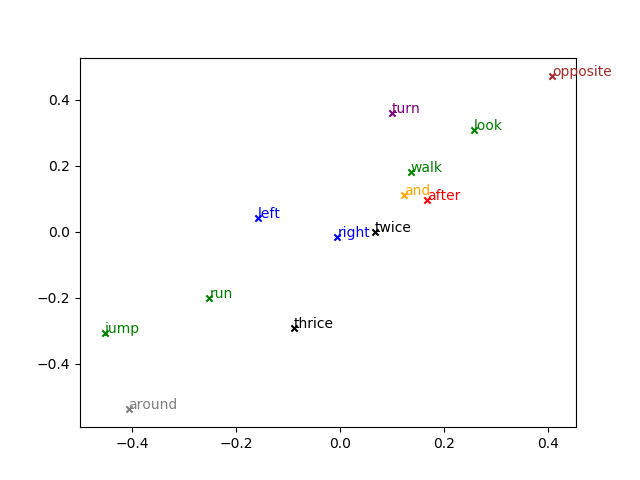 opposite
0.4
turn
look
0.2
walk
and
after
left
0.0
twice
right
−0.2
run
thrice
jump
−0.4
around
−0.4
−0.2
0.0
0.2
0.4